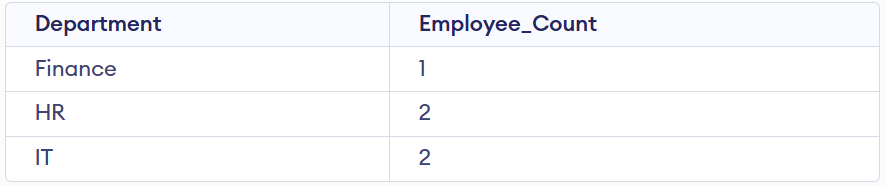 Department Employee_Count
Finance 1
HR 2
IT 2